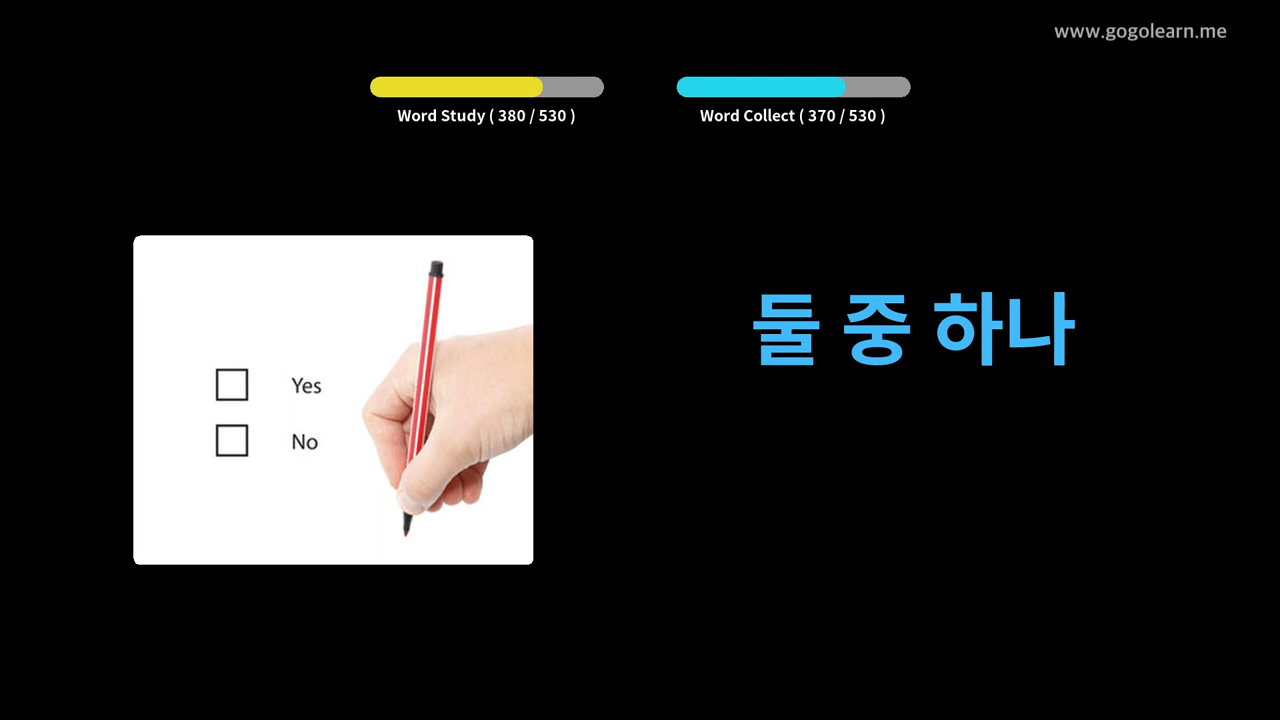 www.gogolearn.me
Word Study ( 380 / 530 )
Word Collect ( 370 / 530 )
Yes
No
둘 중 하나